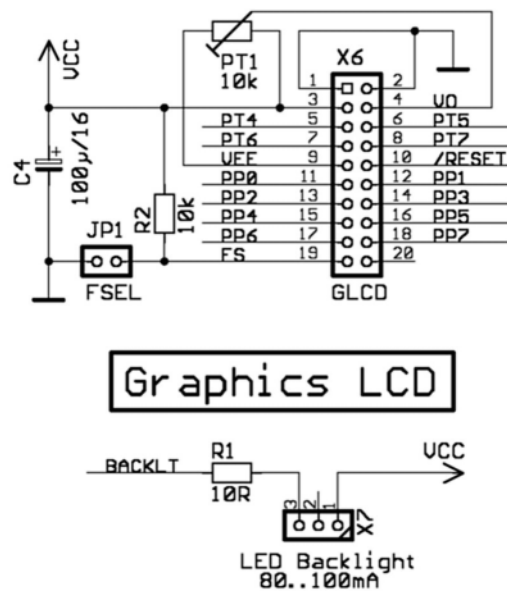 VCC
PT1
10k
X6
1 2
3 4 VO
PT4 5 6 PT5
PT6 7 8 PT7
VEE 9 10 /RESET
PP0 11 12 PP1
PP2 13 14 PP3
PP4 15 16 PP5
PP6 17 18 PP7
FS 19 20
GLCD
C4
+
100µ/16
R2
10k
JP1
FSEL
Graphics LCD
BACKLT
R1
10R
VCC
3 2 1
X7
LED Backlight
80..100mA